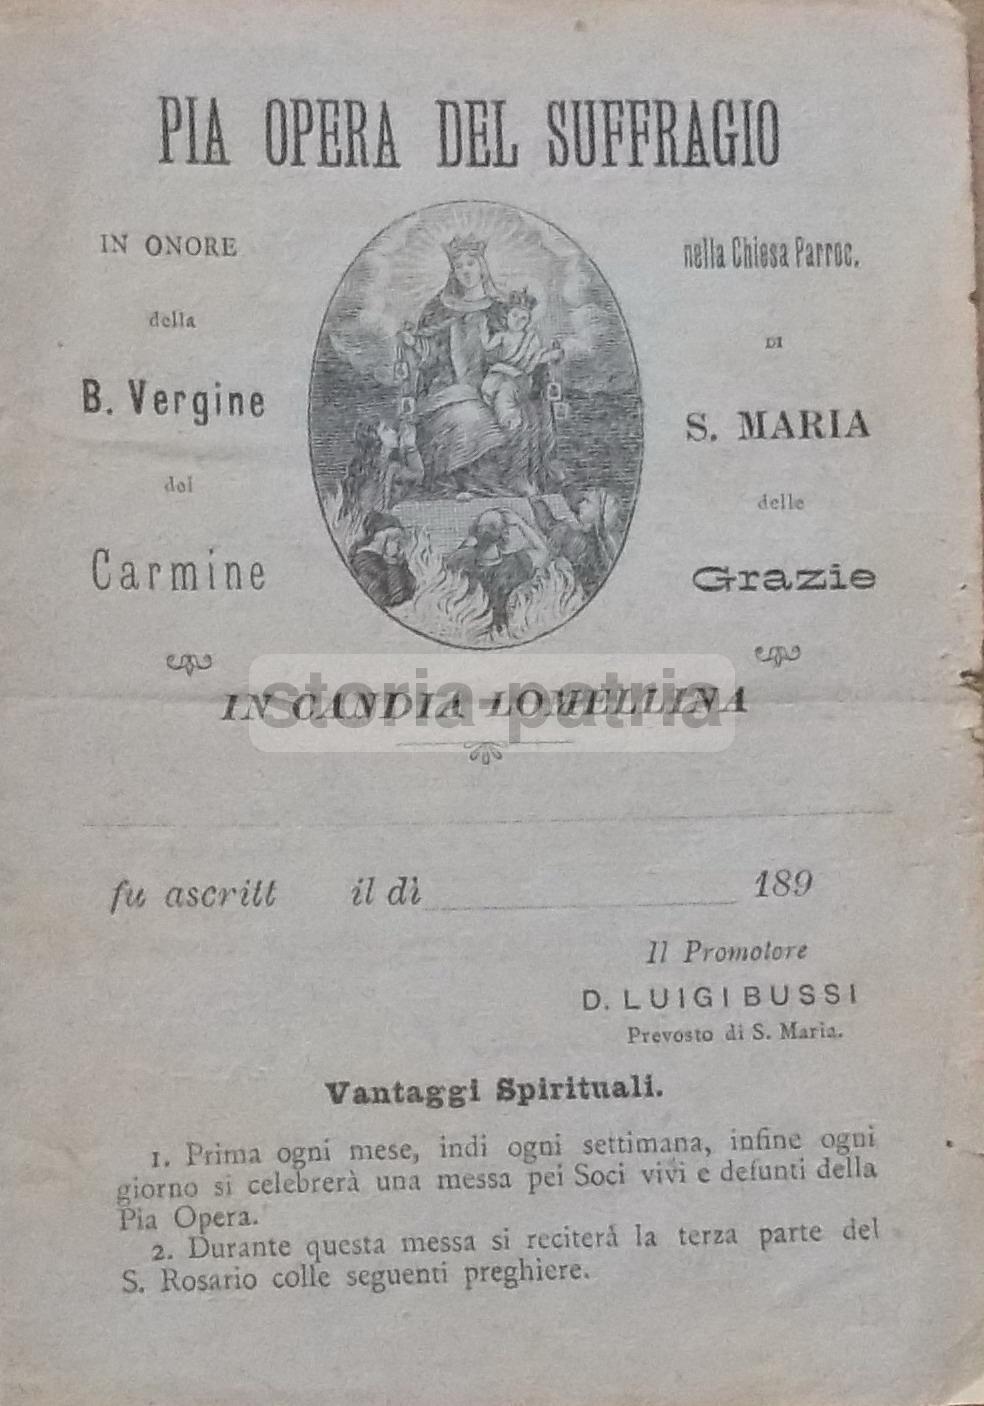 PIA OPERA DEL SUFFRAGIO
IN ONORE
della
B. Vergine
del
Carmine
nella Chiesa Parroc.
DI
S. MARIA
delle
Grazie
IN CANDIA LOMELLINA
storia-patria
fu ascritt il dì 189
Il Promotore
D. LUIGI BUSSI
Prevosto di S. Maria.
Vantaggi Spirituali.
1. Prima ogni mese, indi ogni settimana, infine ogni
giorno si celebrerà una messa pei Soci vivi e defunti della
Pia Opera.
2. Durante questa messa si reciterà la terza parte del
S. Rosario colle seguenti preghiere.